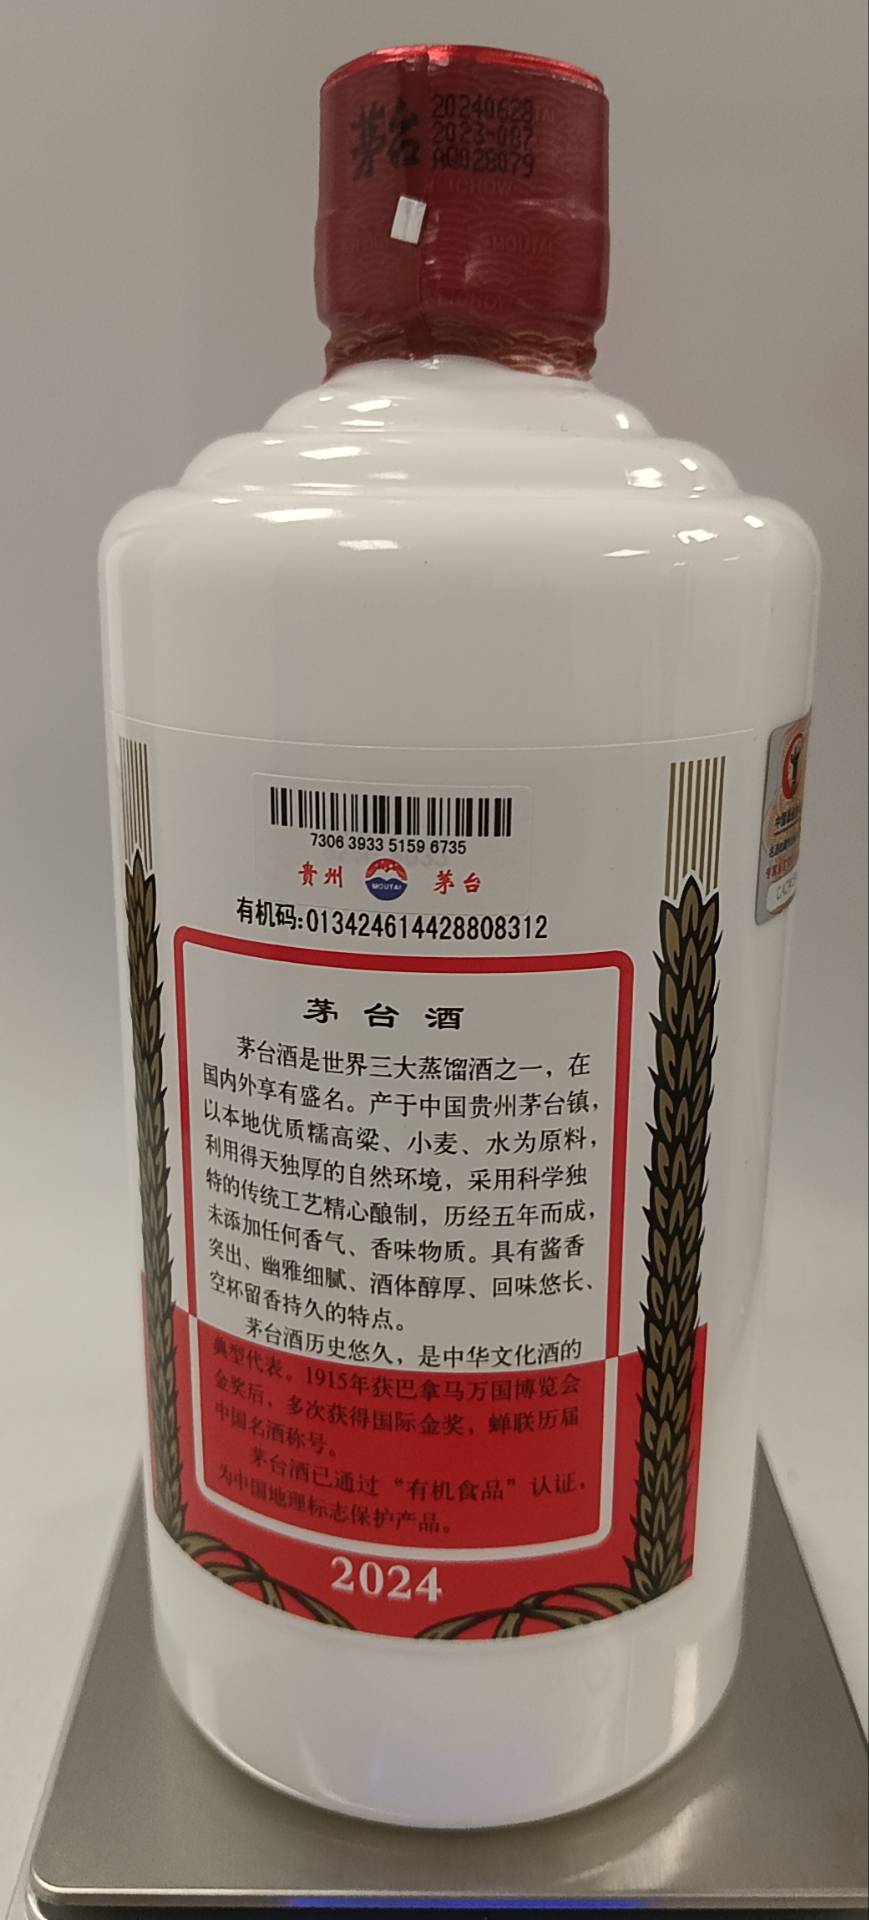 茅台
20240628
2023-087
AQ028079
7306 3933 5159 6735
贵州
MOUTAI
茅台
有机码:013424614428808312
茅台酒
茅台酒是世界三大蒸馏酒之一，在
国内外享有盛名。产于中国贵州茅台镇，
以本地优质糯高粱、小麦、水为原料，
利用得天独厚的自然环境，采用科学独
特的传统工艺精心酿制，历经五年而成，
未添加任何香气、香味物质。具有酱香
突出、幽雅细腻、酒体醇厚、回味悠长、
空杯留香持久的特点。
茅台酒历史悠久，是中华文化酒的
典型代表。1915年获巴拿马万国博览会
金奖后，多次获得国际金奖，蝉联历届
中国名酒称号。
茅台酒已通过“有机食品”认证，
为中国地理标志保护产品。
2024